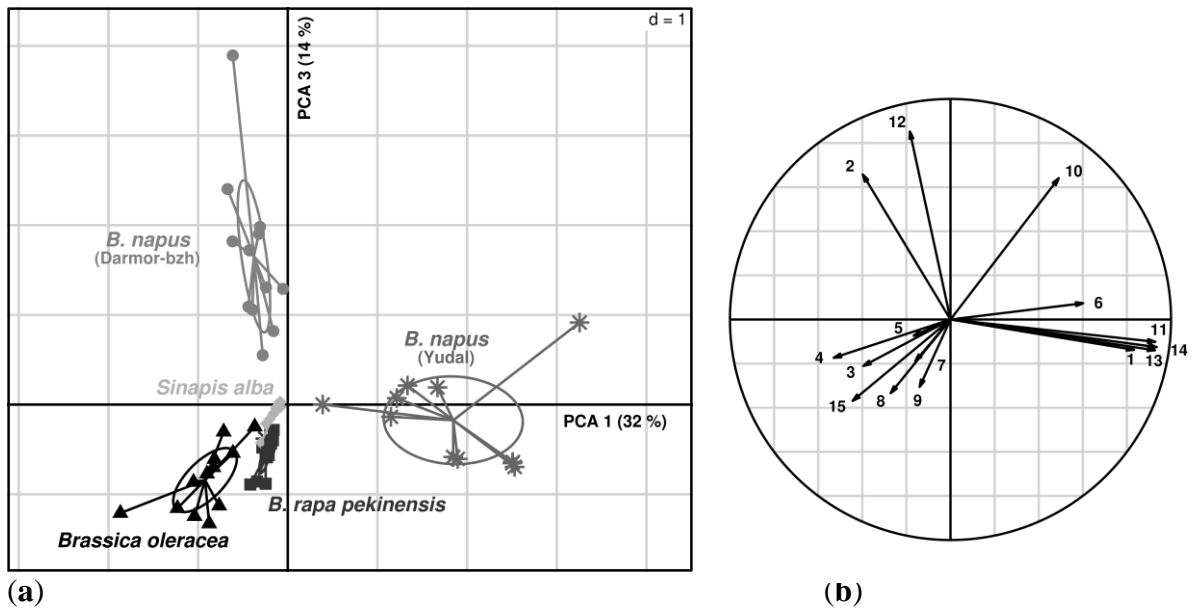 d = 1
PCA 3 (14 %)
B. napus
(Darmor-bzh)
B. napus
(Yudal)
Sinapis alba
PCA 1 (32 %)
B. rapa pekinensis
Brassica oleracea
(a)
12
2
10
6
5
11
4
3
7
1 13 14
15
8
9
(b)